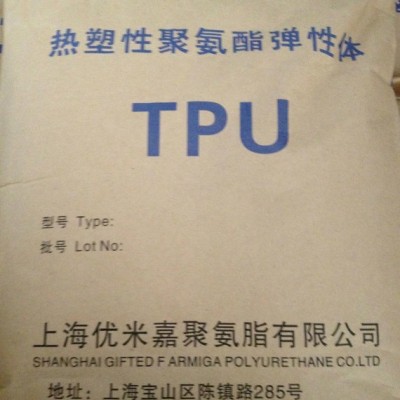 热塑性聚氨酯弹性体
TPU
型号 Type:
批号 Lot No:
上海优米嘉聚氨脂有限公司
SHANGHAI GIFTED F ARMIGA POLYURETHANE CO.LTD
地址：上海宝山区陈镇路285号